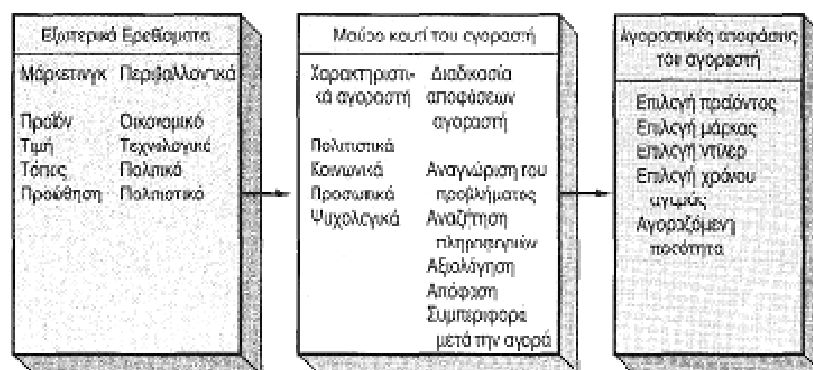 Εξωτερικά Ερεθίσματα
Μάρκετινγκ Περιβαλλοντικά
Προϊόν Οικονομικά
Τιμή Τεχνολογικά
Τόπος Πολιτικά
Προώθηση Πολιτιστικά
Μαύρο κουτί του αγοραστή
Χαρακτηριστι-
κά αγοραστή
Πολιτιστικά
Κοινωνικά
Προσωπικά
Ψυχολογικά
Διαδικασία
αποφάσεων
αγοραστή
Αναγνώριση του
προβλήματος
Αναζήτηση
πληροφοριών
Αξιολόγηση
Απόφαση
Συμπεριφορά
μετά την αγορά
Αγοραστικές αποφάσεις
του αγοραστή
Επιλογή προϊόντος
Επιλογή μάρκας
Επιλογή ντίλερ
Επιλογή χρόνου
αγοράς
Αγοραζόμενη
ποσότητα